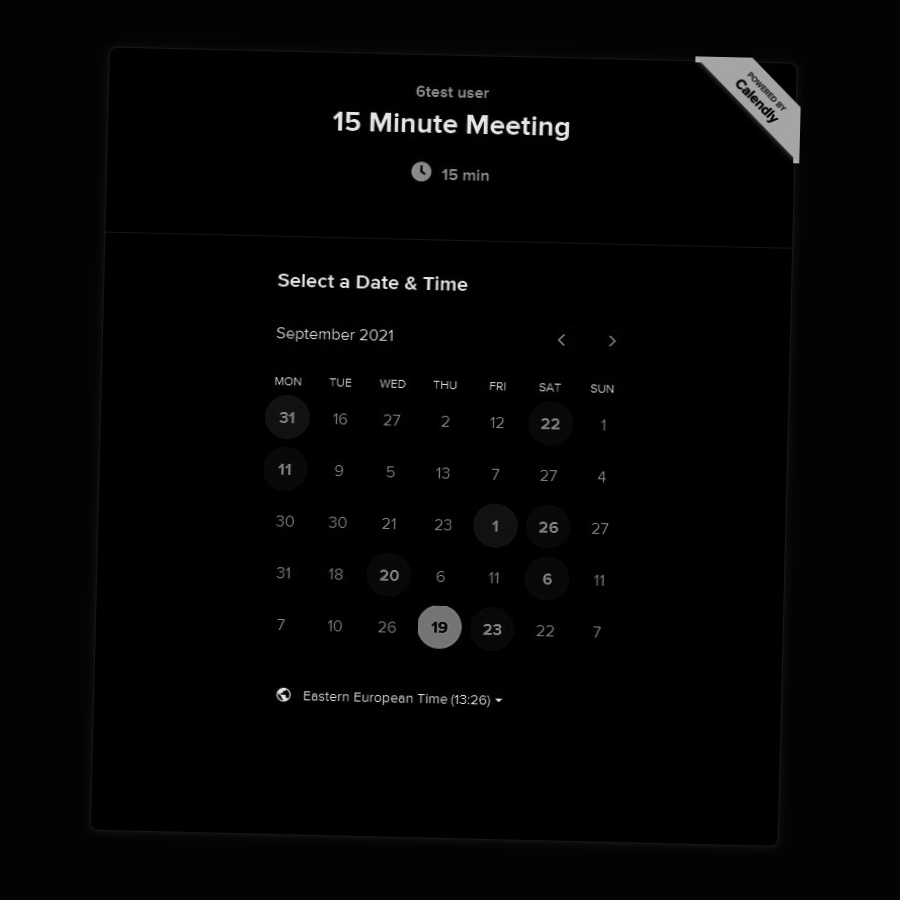 POWERED BY
Calendly
6test user
15 Minute Meeting
15 min
Select a Date & Time
September 2021
MON TUE WED THU FRI SAT SUN
31 16 27 2 12 22 1
11 9 5 13 7 27 4
30 30 21 23 1 26 27
31 18 20 6 11 6 11
7 10 26 19 23 22 7
Eastern European Time (13:26)